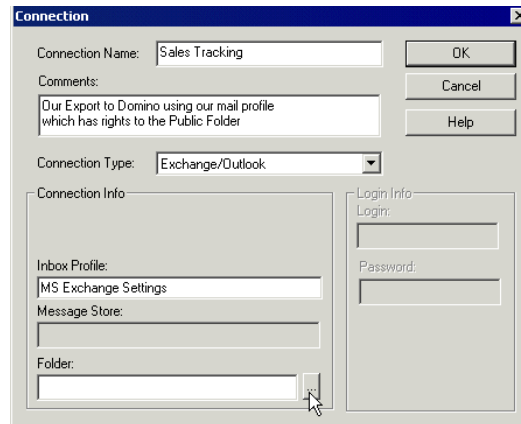 Connection
Connection Name: Sales Tracking
OK
Comments:
Cancel
Our Export to Domino using our mail profile
which has rights to the Public Folder
Help
Connection Type: Exchange/Outlook
Connection Info
Login Info
Login:
Inbox Profile:
Password:
MS Exchange Settings
Message Store:
Folder:
...